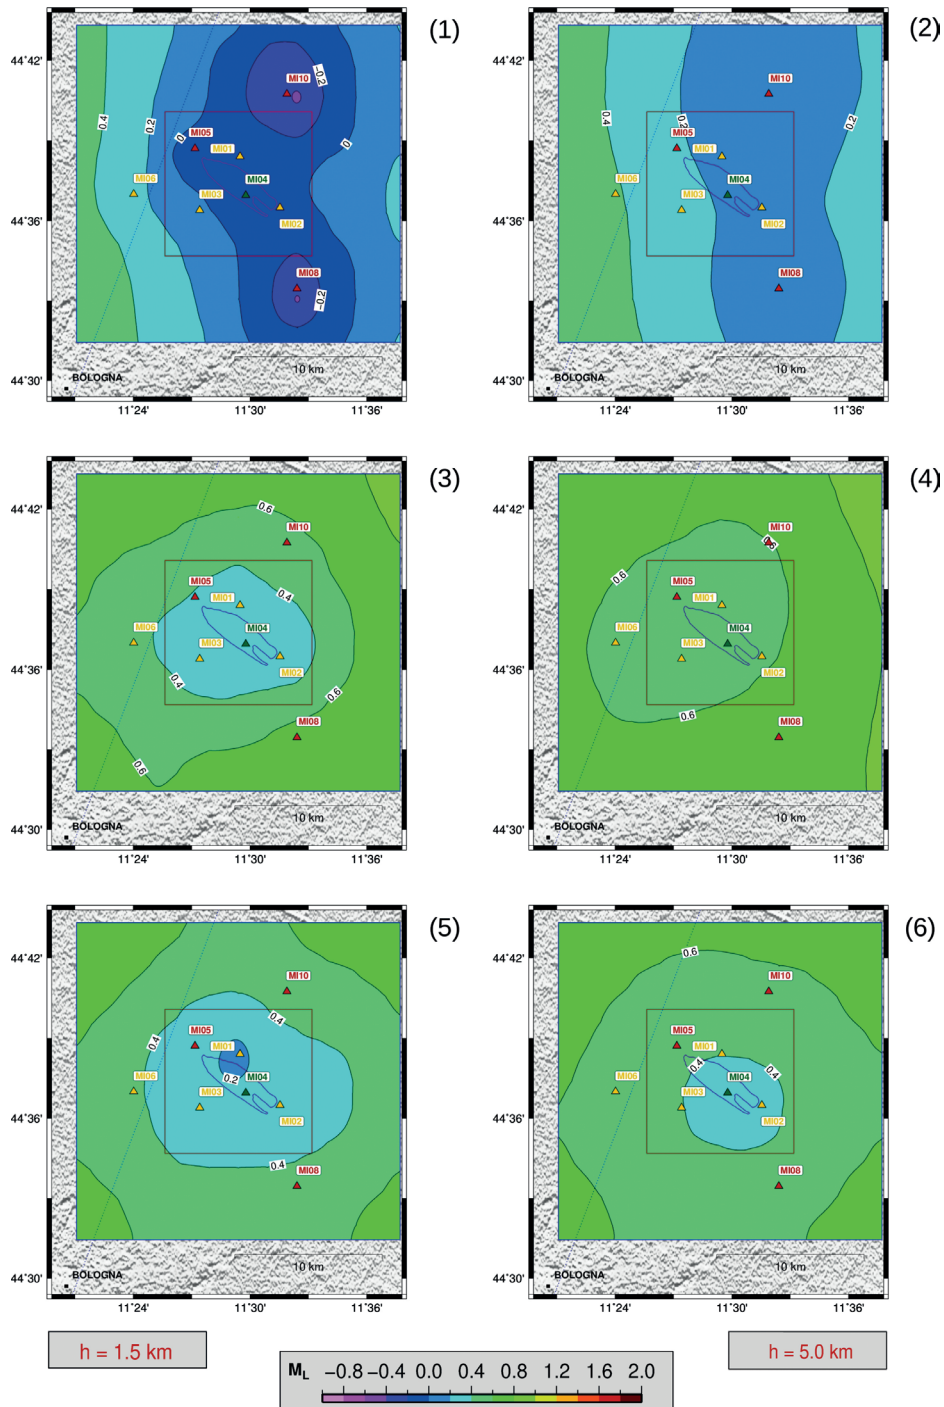 (1)
44°42'
44°36'
44°30'
0.4
0.2
0
−0.2
0
−0.2
MI10
MI05
MI01
MI06
MI04
MI03
MI02
MI08
10 km
BOLOGNA
11°24' 11°30' 11°36'
(2)
44°42'
44°36'
44°30'
0.4
0.2
0.2
MI10
MI05
MI01
MI06
MI04
MI03
MI02
MI08
10 km
BOLOGNA
11°24' 11°30' 11°36'
(3)
44°42'
44°36'
44°30'
0.6
MI10
MI05
0.4
MI01
MI06
MI04
MI03
MI02
0.4
0.6
MI08
0.6
10 km
BOLOGNA
11°24' 11°30' 11°36'
(4)
44°42'
44°36'
44°30'
MI10
0.6
0.6
MI05
MI01
MI06
MI04
MI03
MI02
0.6
MI08
10 km
BOLOGNA
11°24' 11°30' 11°36'
(5)
44°42'
44°36'
44°30'
MI10
0.4
MI05
0.4
MI01
MI06
0.2
MI04
MI03
MI02
0.4
MI08
10 km
BOLOGNA
11°24' 11°30' 11°36'
(6)
44°42'
44°36'
44°30'
0.6
MI10
MI05
MI01
0.4
0.4
MI06
MI04
MI03
MI02
MI08
10 km
BOLOGNA
11°24' 11°30' 11°36'
h = 1.5 km
h = 5.0 km
ML −0.8 −0.4 0.0 0.4 0.8 1.2 1.6 2.0